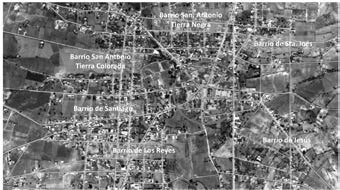 Barrio San Antonio
Tierra Negra
Barrio de Sta. Inés
Barrio San Antonio
Tierra Colorada
Barrio de Santiago
Barrio de Jesús
Barrio de Los Reyes